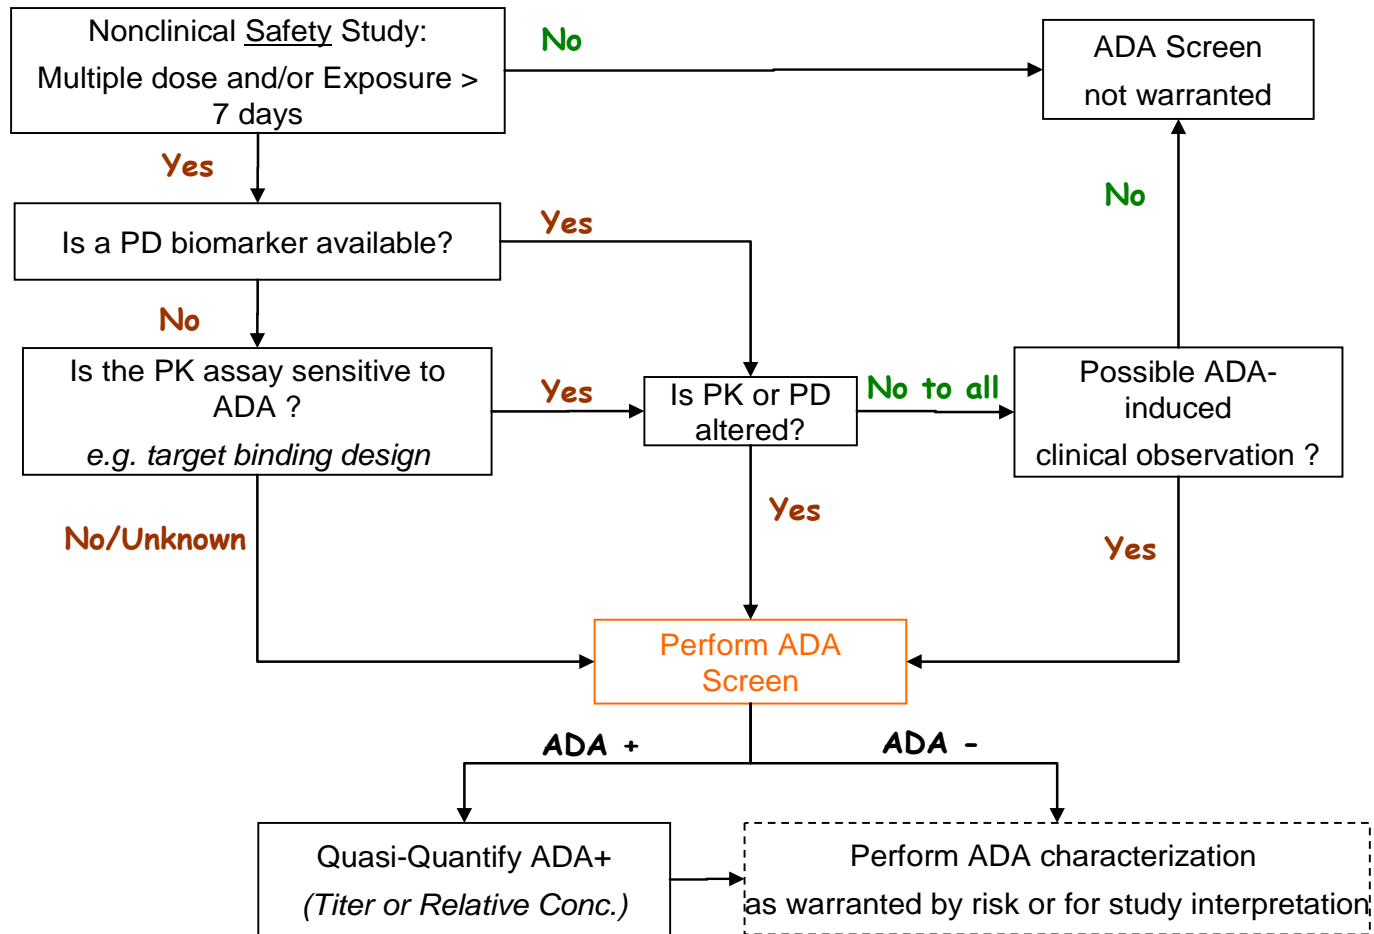 Nonclinical Safety Study:
Multiple dose and/or Exposure >
7 days
No
ADA Screen
not warranted
Yes
No
Is a PD biomarker available?
Yes
No
Is the PK assay sensitive to
ADA ?
e.g. target binding design
Yes
Is PK or PD
altered?
No to all
Possible ADA-
induced
clinical observation ?
No/Unknown
Yes
Yes
Perform ADA
Screen
ADA +
ADA -
Quasi-Quantify ADA+
(Titer or Relative Conc.)
Perform ADA characterization
as warranted by risk or for study interpretation